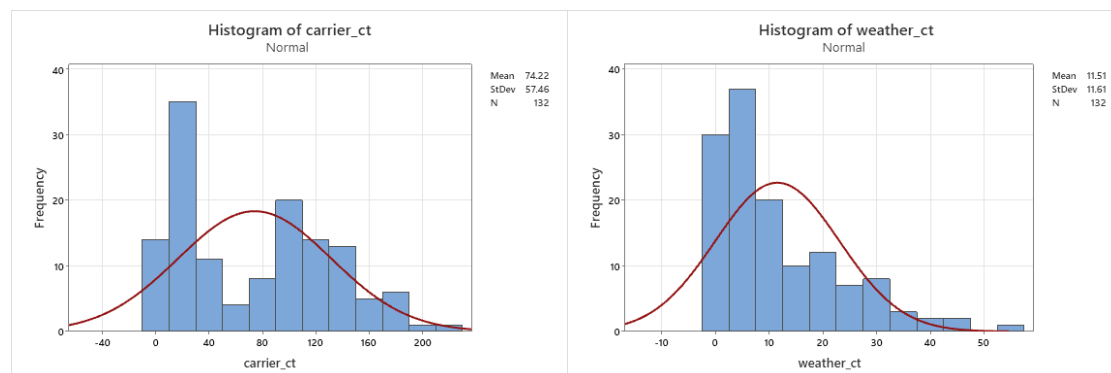 Histogram of carrier_ct
Normal
Mean 74.22
StDev 57.46
N 132
40
30
20
10
0
Frequency
-40 0 40 80 120 160 200
carrier_ct
Histogram of weather_ct
Normal
Mean 11.51
StDev 11.61
N 132
40
30
20
10
0
Frequency
-10 0 10 20 30 40 50
weather_ct